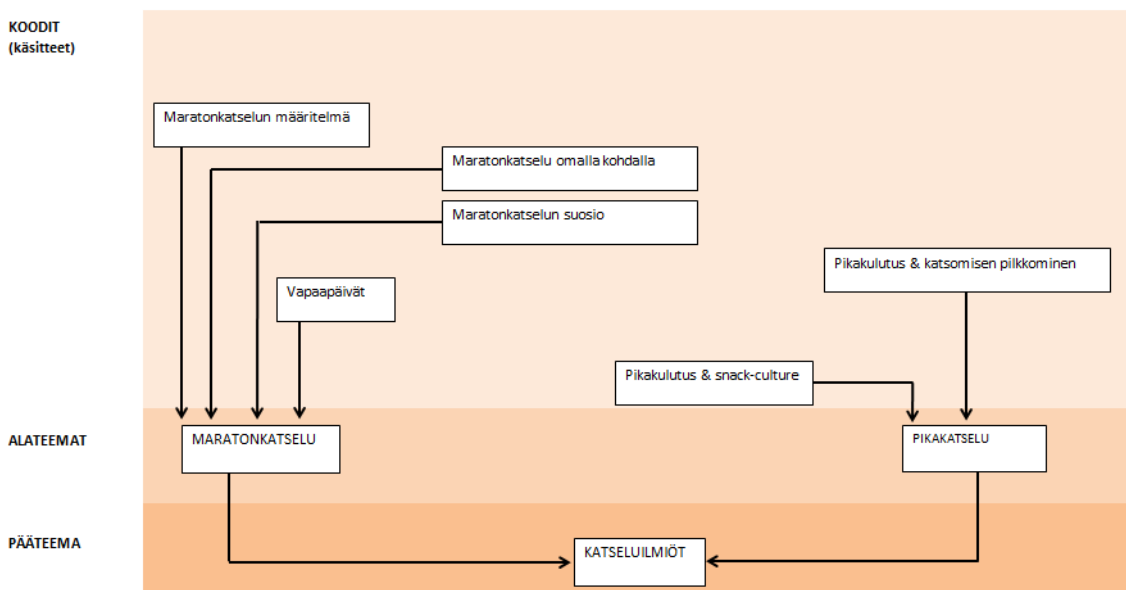 KOODIT
(käsitteet)
Maratonkatselun määritelmä
Maratonkatselu omalla kohdalla
Maratonkatselun suosio
Pikakulutus & katsomisen pilkkominen
Vapaapäivät
Pikakulutus & snack-culture
ALATEEMAT
MARATONKATSELU
PIKAKATSELU
PÄÄTEEMA
KATSELUILMIÖT